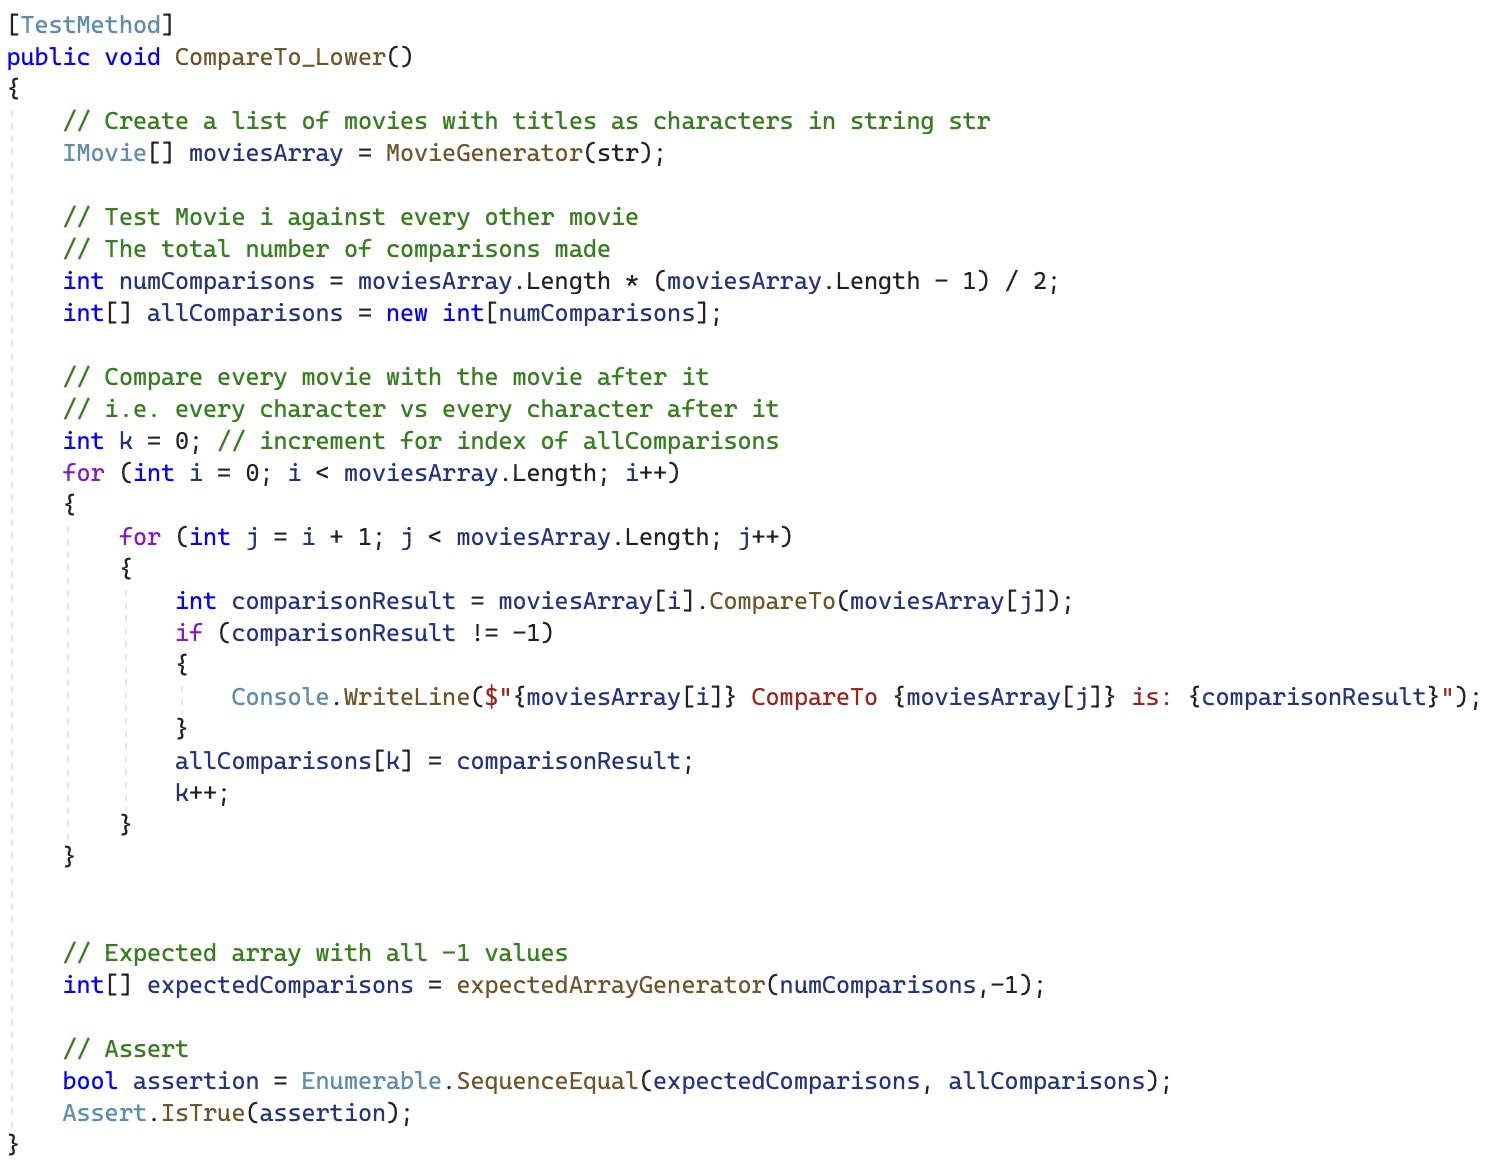 [TestMethod]
public void CompareTo_Lower()
{
    // Create a list of movies with titles as characters in string str
    IMovie[] moviesArray = MovieGenerator(str);

    // Test Movie i against every other movie
    // The total number of comparisons made
    int numComparisons = moviesArray.Length * (moviesArray.Length - 1) / 2;
    int[] allComparisons = new int[numComparisons];

    // Compare every movie with the movie after it
    // i.e. every character vs every character after it
    int k = 0; // increment for index of allComparisons
    for (int i = 0; i < moviesArray.Length; i++)
    {
        for (int j = i + 1; j < moviesArray.Length; j++)
        {
            int comparisonResult = moviesArray[i].CompareTo(moviesArray[j]);
            if (comparisonResult != -1)
            {
                Console.WriteLine($"{moviesArray[i]} CompareTo {moviesArray[j]} is: {comparisonResult}");
            }
            allComparisons[k] = comparisonResult;
            k++;
        }
    }


    // Expected array with all -1 values
    int[] expectedComparisons = expectedArrayGenerator(numComparisons,-1);

    // Assert
    bool assertion = Enumerable.SequenceEqual(expectedComparisons, allComparisons);
    Assert.IsTrue(assertion);
}